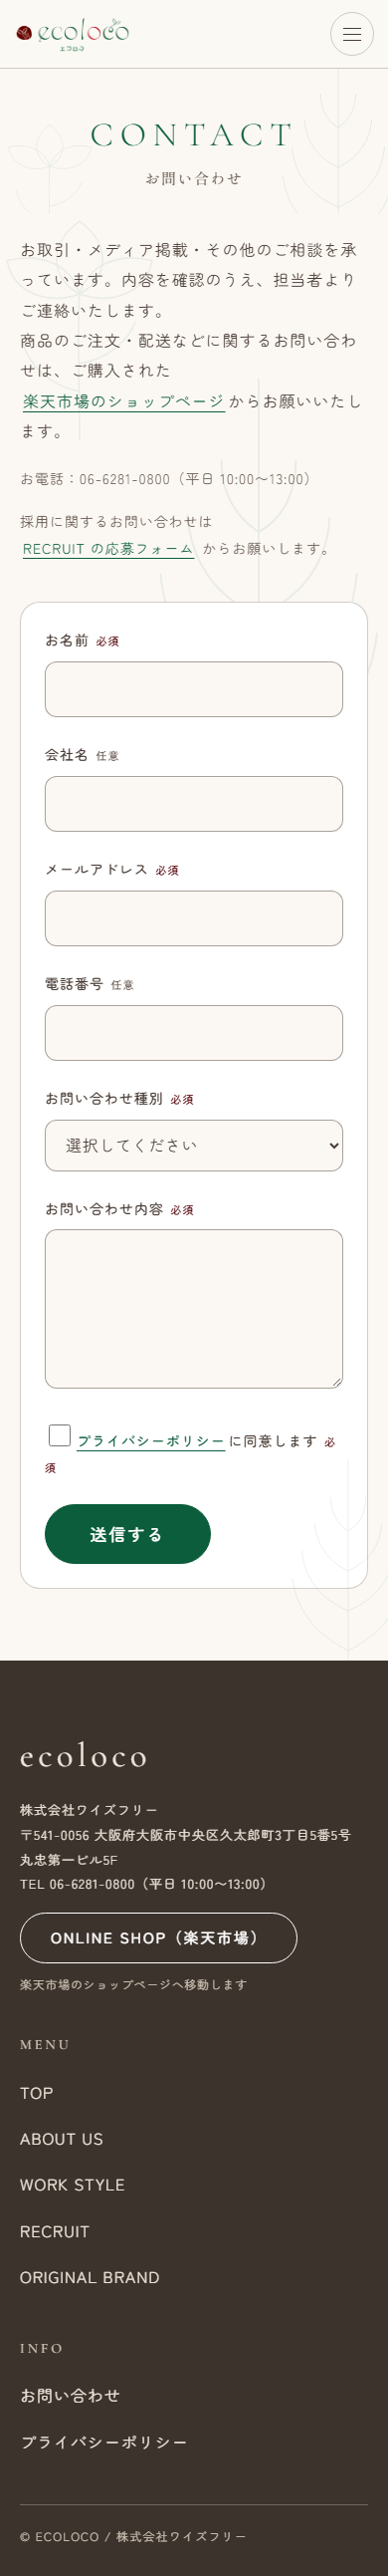 ecoloco
エコロコ
CONTACT
お問い合わせ
お取引・メディア掲載・その他のご相談を承
っています。内容を確認のうえ、担当者より
ご連絡いたします。
商品のご注文・配送などに関するお問い合わ
せは、ご購入された
楽天市場のショップページからお願いいたし
ます。
お電話：06-6281-0800（平日 10:00〜13:00）
採用に関するお問い合わせは
RECRUIT の応募フォーム からお願いします。
お名前 必須
会社名 任意
メールアドレス 必須
電話番号 任意
お問い合わせ種別 必須
選択してください
お問い合わせ内容 必須
プライバシーポリシーに同意します 必
須
送信する
ecoloco
株式会社ワイズフリー
〒541-0056 大阪府大阪市中央区久太郎町3丁目5番5号
丸忠第一ビル5F
TEL 06-6281-0800（平日 10:00〜13:00）
ONLINE SHOP（楽天市場）
楽天市場のショップページへ移動します
MENU
TOP
ABOUT US
WORK STYLE
RECRUIT
ORIGINAL BRAND
INFO
お問い合わせ
プライバシーポリシー
© ECOLOCO / 株式会社ワイズフリー